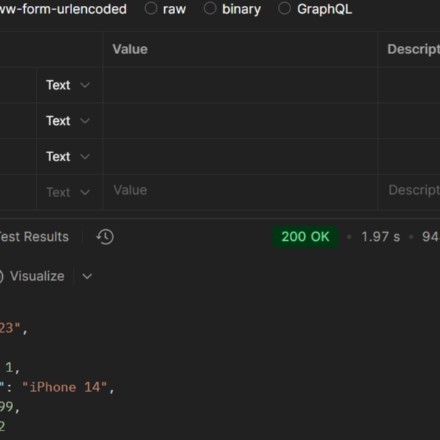 ww-form-urlencoded raw binary GraphQL
Value Descript
Text
Text
Text
Text Value Descript
Test Results 200 OK • 1.97 s • 94
Visualize
23",
1,
": "iPhone 14",
99,
2